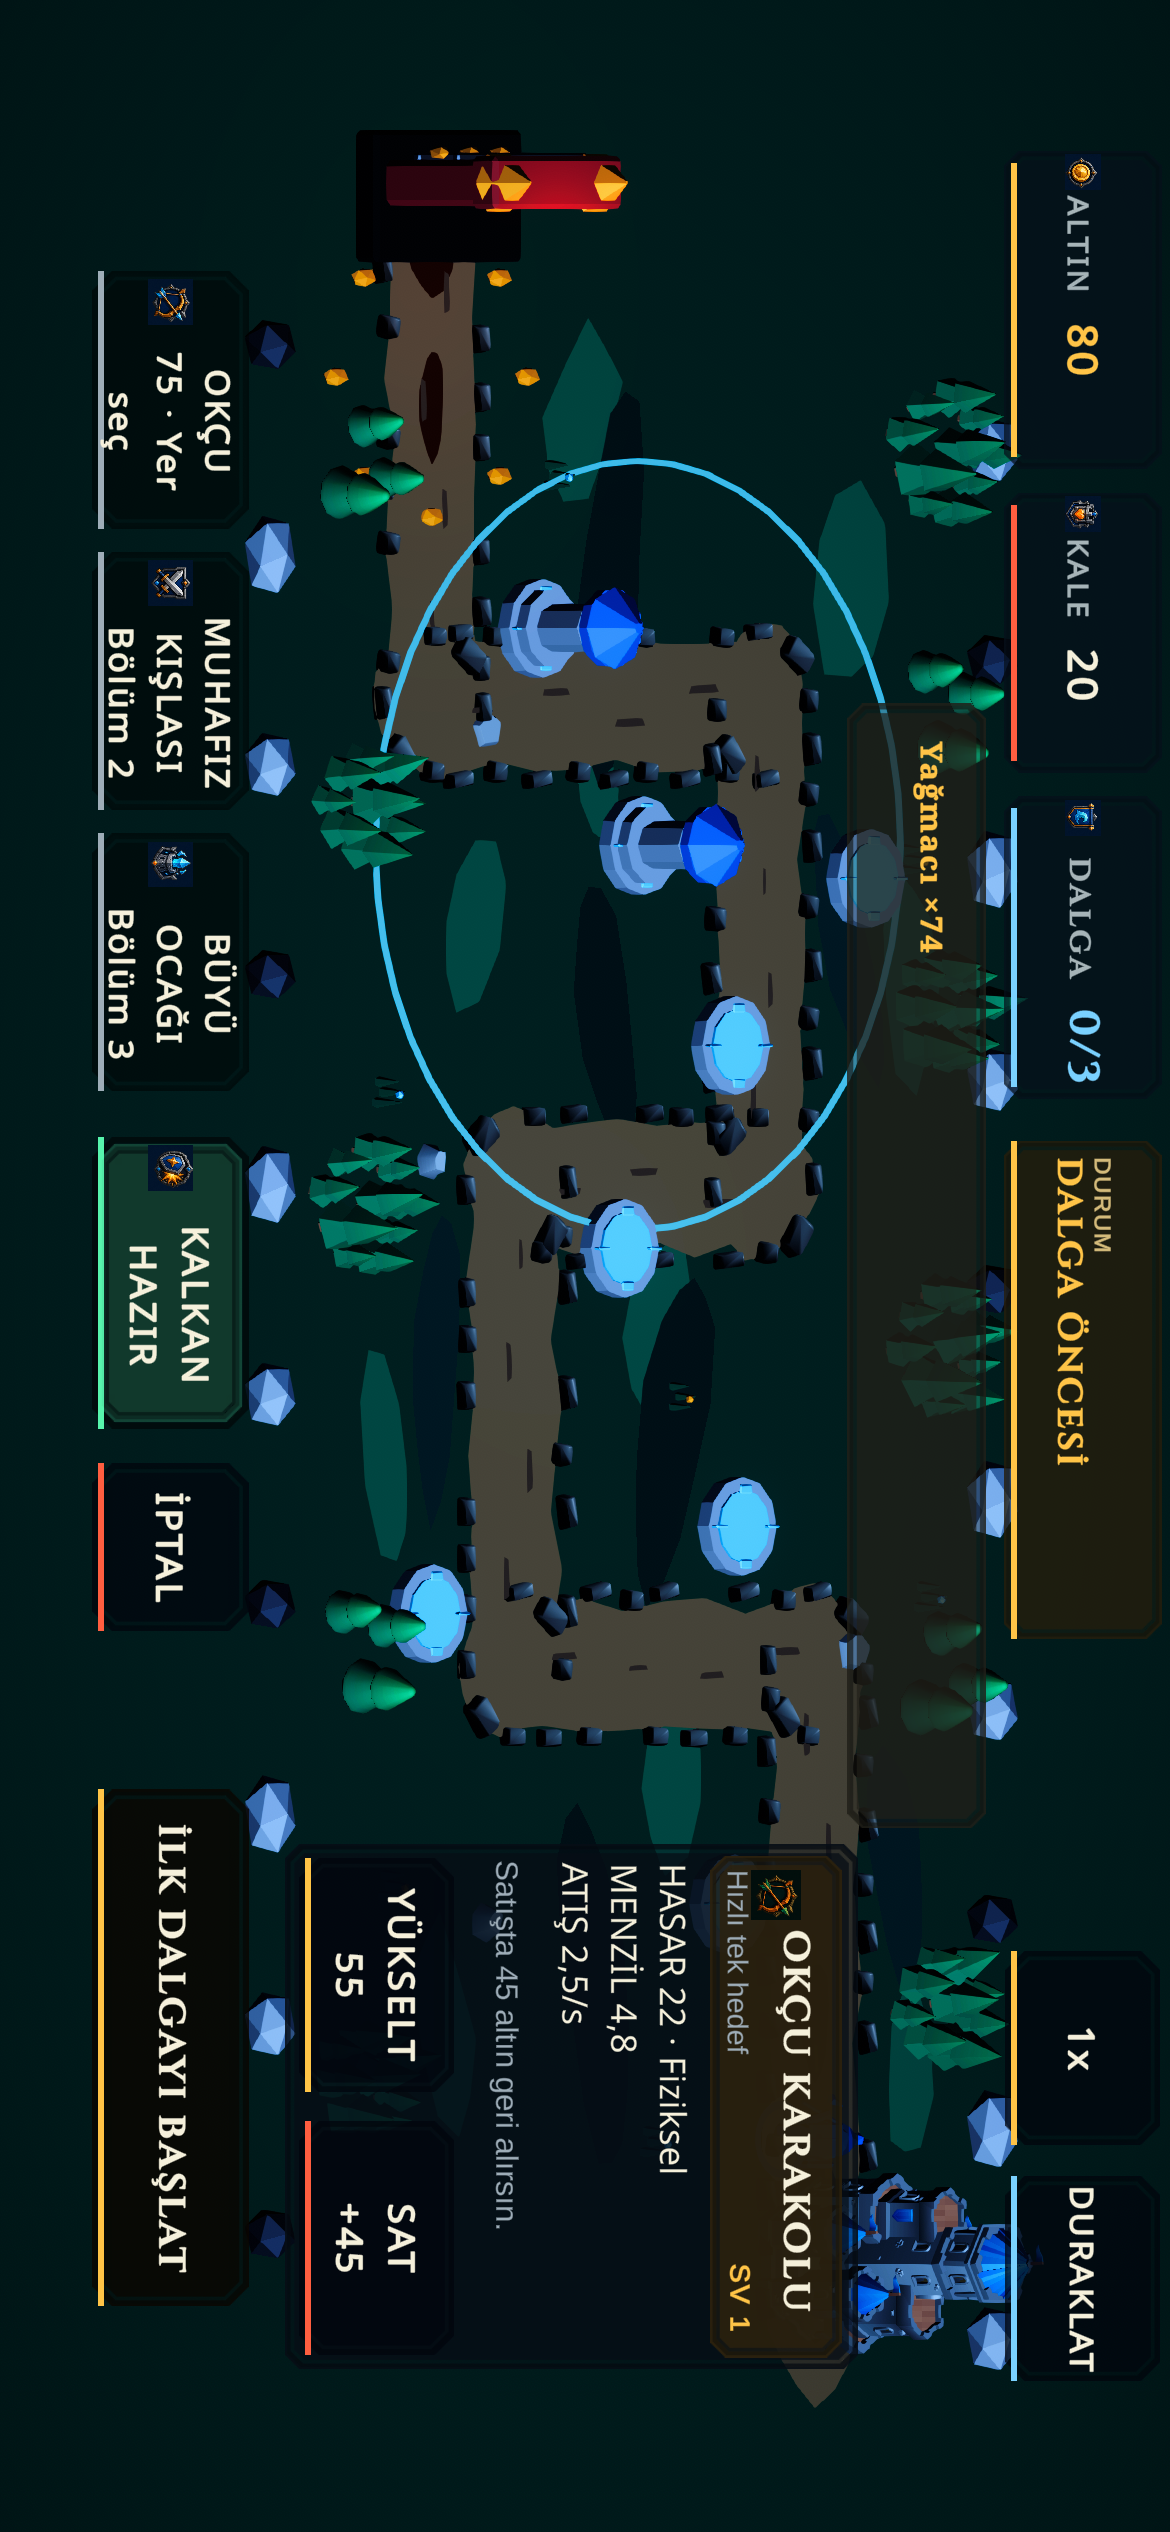 ALTIN 80
KALE 20
DALGA 0/3
DURUM
DALGA ÖNCESİ
1x
DURAKLAT
Yağmacı ×74
OKÇU KARAKOLU
Hızlı tek hedef
SV 1
HASAR 22 · Fiziksel
MENZİL 4,8
ATIŞ 2,5/s
Satışta 45 altın geri alırsın.
YÜKSELT
55
SAT
+45
OKÇU
75 · Yer
seç
MUHAFIZ
KIŞLASI
Bölüm 2
BÜYÜ
OCAĞI
Bölüm 3
KALKAN
HAZIR
İPTAL
İLK DALGAYI BAŞLAT